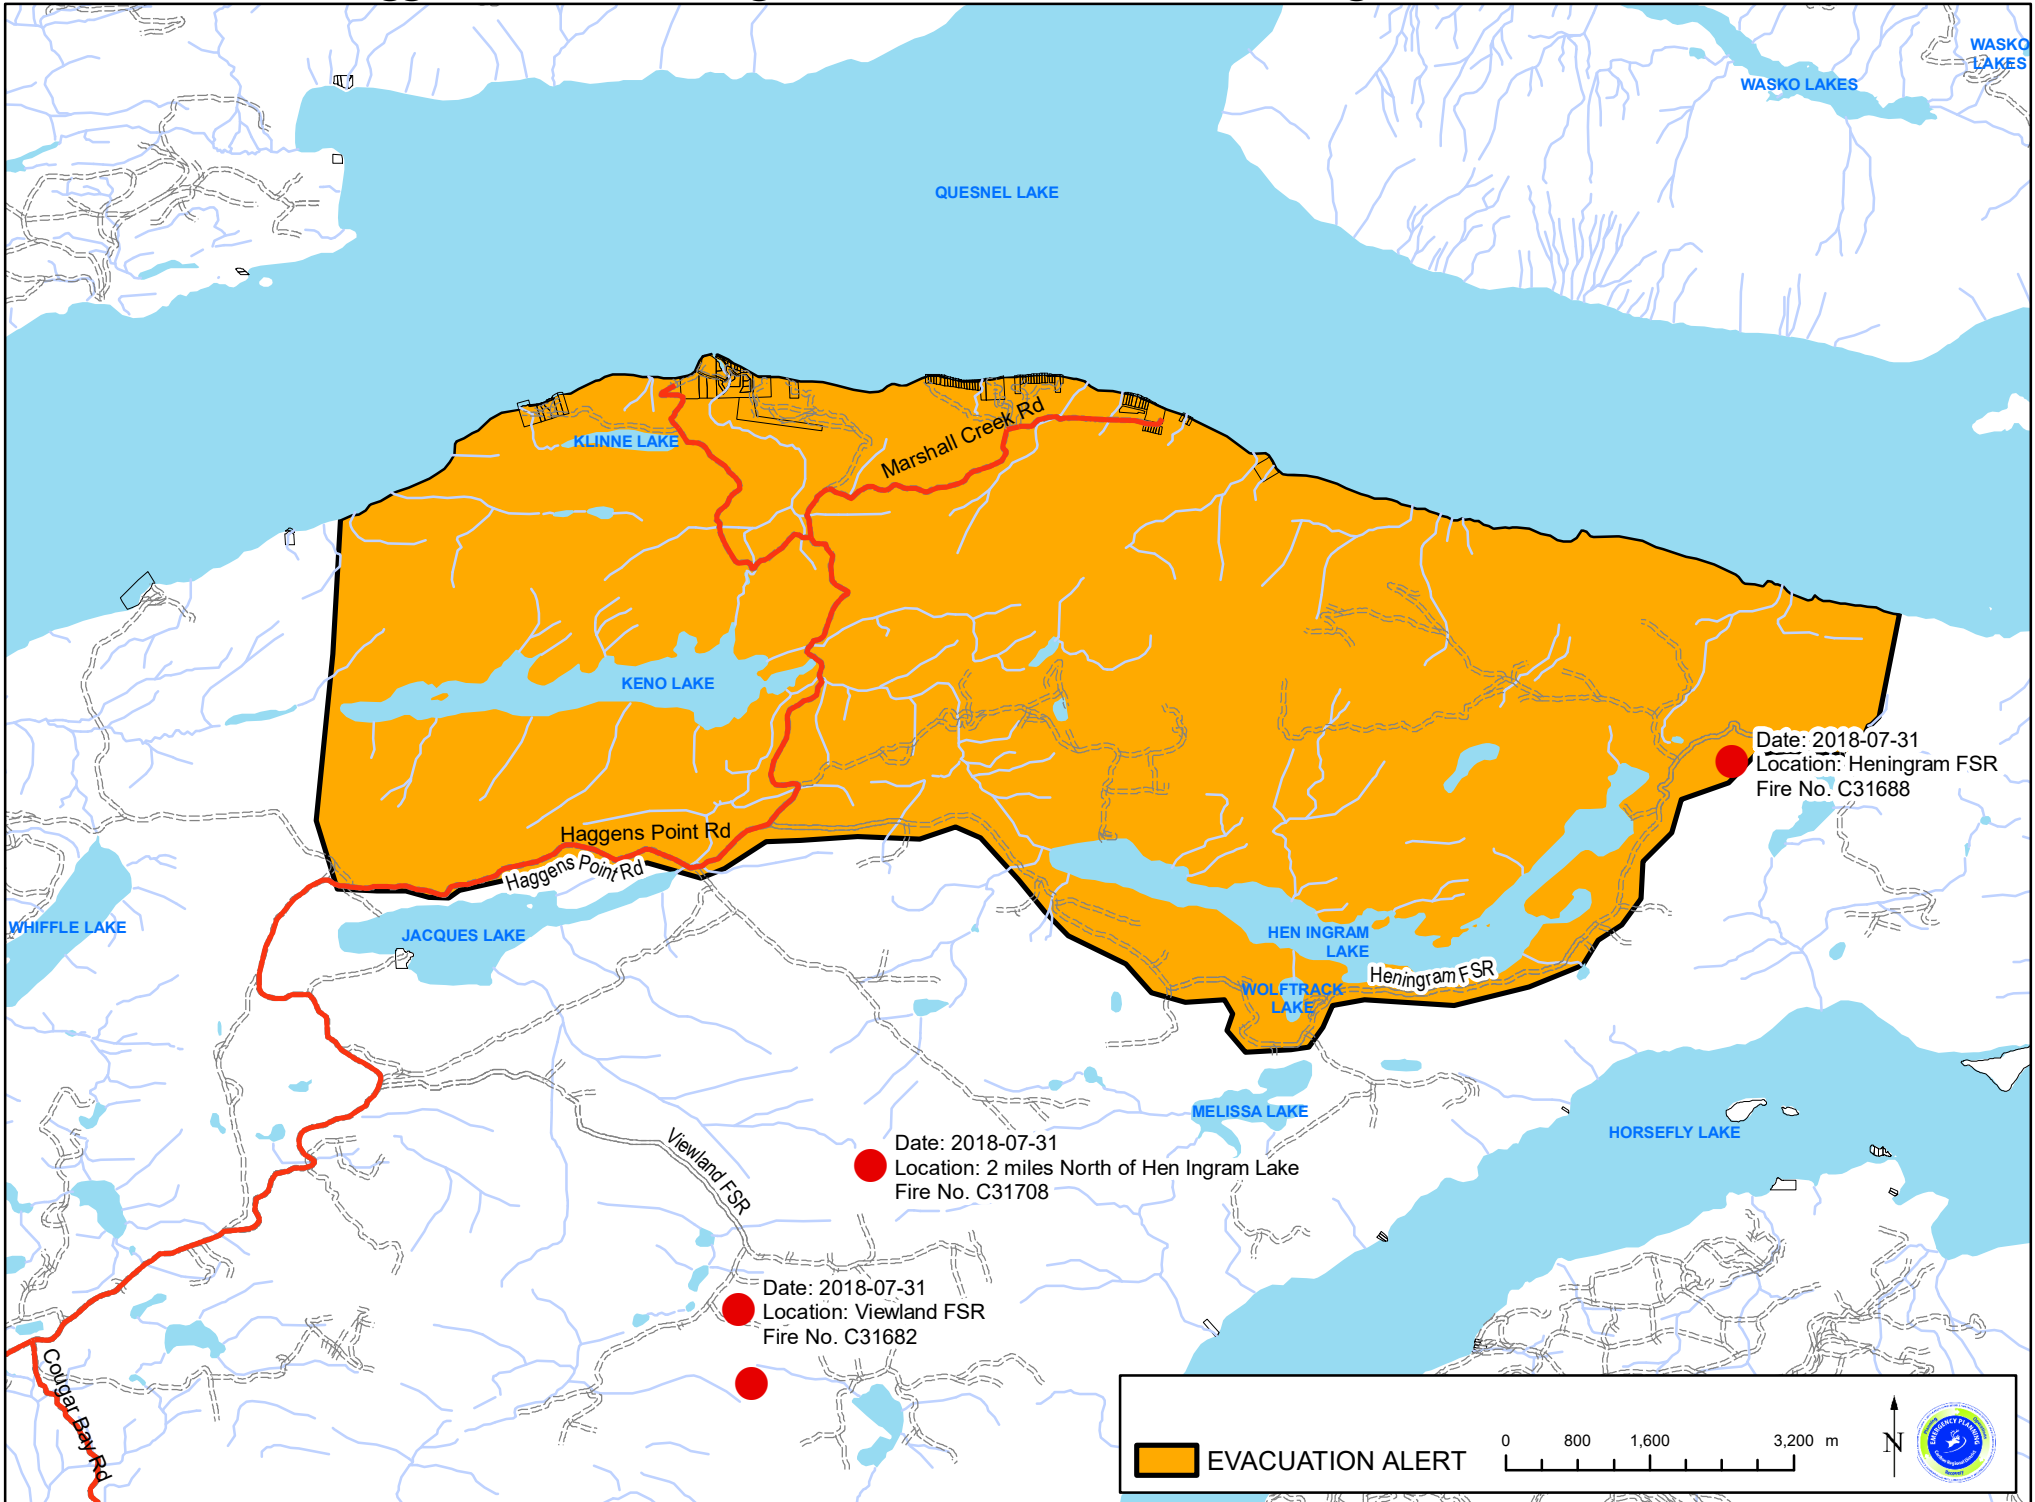 WASKO
LAKES
WASKO LAKES
QUESNEL LAKE
KLINNE LAKE
Marshall Creek Rd
KENO LAKE
Date: 2018-07-31
Location: Heningram FSR
Fire No. C31688
Haggens Point Rd
Haggens Point Rd
WHIFFLE LAKE
JACQUES LAKE
HEN INGRAM
LAKE
Heningram FSR
WOLFTRACK
LAKE
MELISSA LAKE
HORSEFLY LAKE
Viewland FSR
Date: 2018-07-31
Location: 2 miles North of Hen Ingram Lake
Fire No. C31708
Date: 2018-07-31
Location: Viewland FSR
Fire No. C31682
Cougar Bay Rd
EVACUATION ALERT
0 800 1,600 3,200 m
N
EMERGENCY PLANNING
Recovery